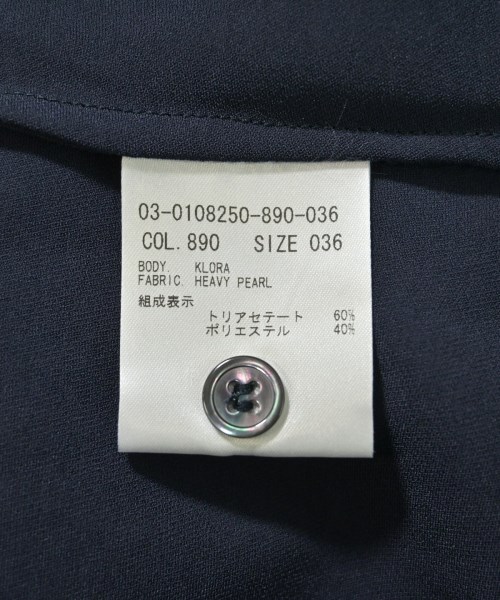 03-0108250-890-036
COL. 890 SIZE 036
BODY. KLORA
FABRIC. HEAVY PEARL
組成表示
トリアセテート 60%
ポリエステル 40%